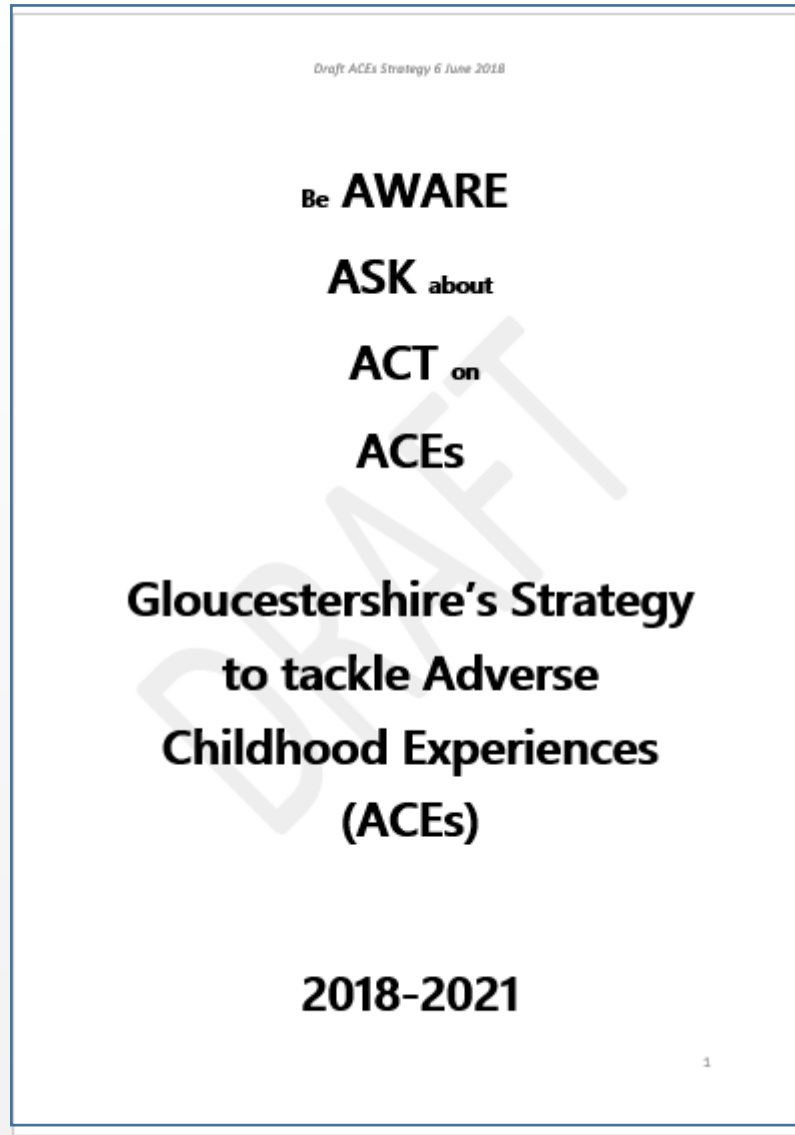 Draft ACEs Strategy 6 June 2018
Be AWARE
ASK about
ACT on
ACEs
DRAFT
Gloucestershire's Strategy
to tackle Adverse
Childhood Experiences
(ACEs)
2018-2021
1